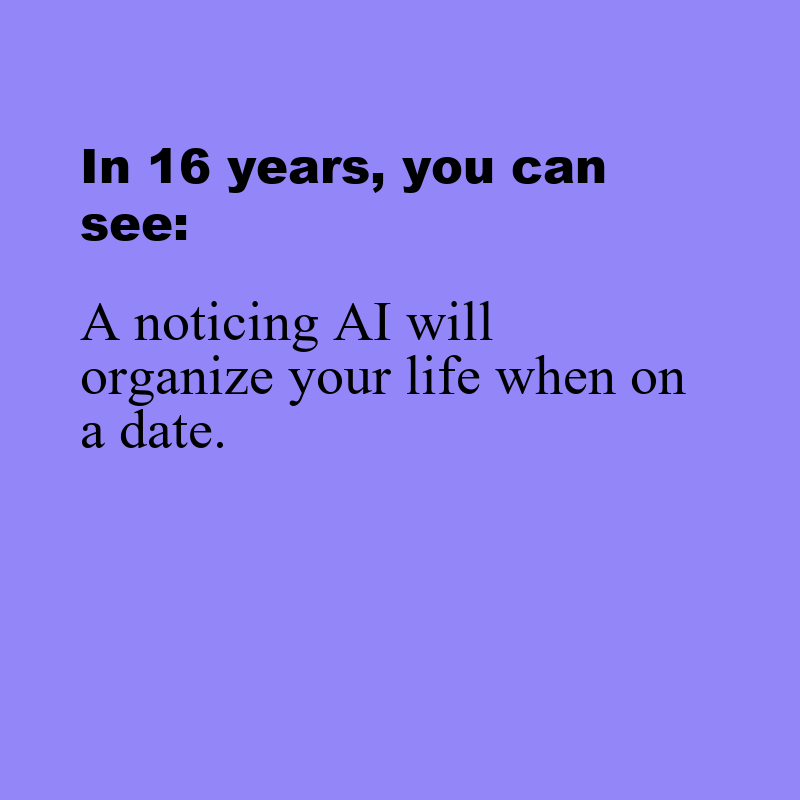 In 16 years, you can
see:
A noticing AI will
organize your life when on
a date.